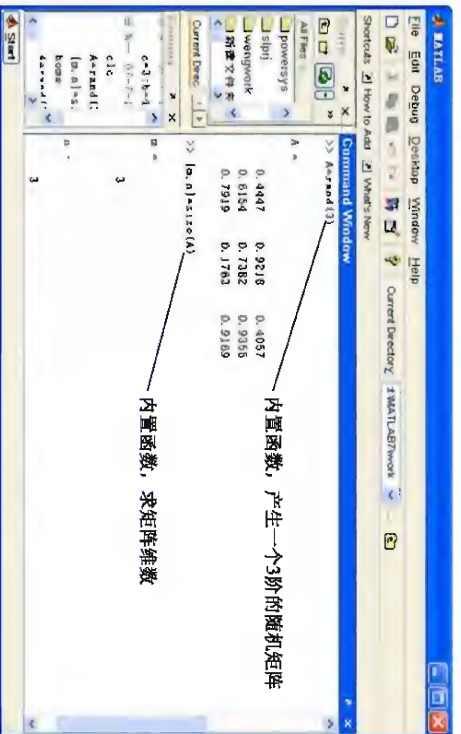 MATLAB
File Edit Debug Desktop Window Help
Current Directory
Shortcuts How to Add What's New
All Files
powersys
slprj
wengwork
新建文件夹
Current Direc
c=3;b=4
clc
home
Start
Command Window
>> A=rand(3)
内置函数，产生一个3阶的随机矩阵
A =
0.4447 0.9218 0.4057
0.6154 0.7382 0.9355
0.7919 0.1763 0.9169
>> [m,n]=size(A)
内置函数，求矩阵维数
m =
3
n =
3